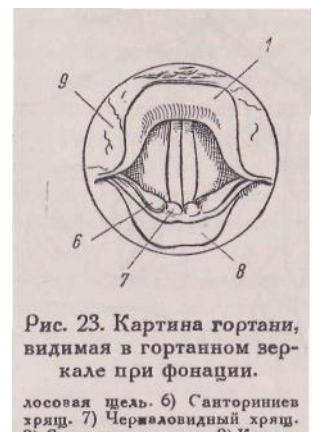 1
9
6
7
8
Рис. 23. Картина гортани,
видимая в гортанном зер-
кале при фонации.
лосовая щель. 6) Санториниев
хрящ. 7) Черпаловидный хрящ.